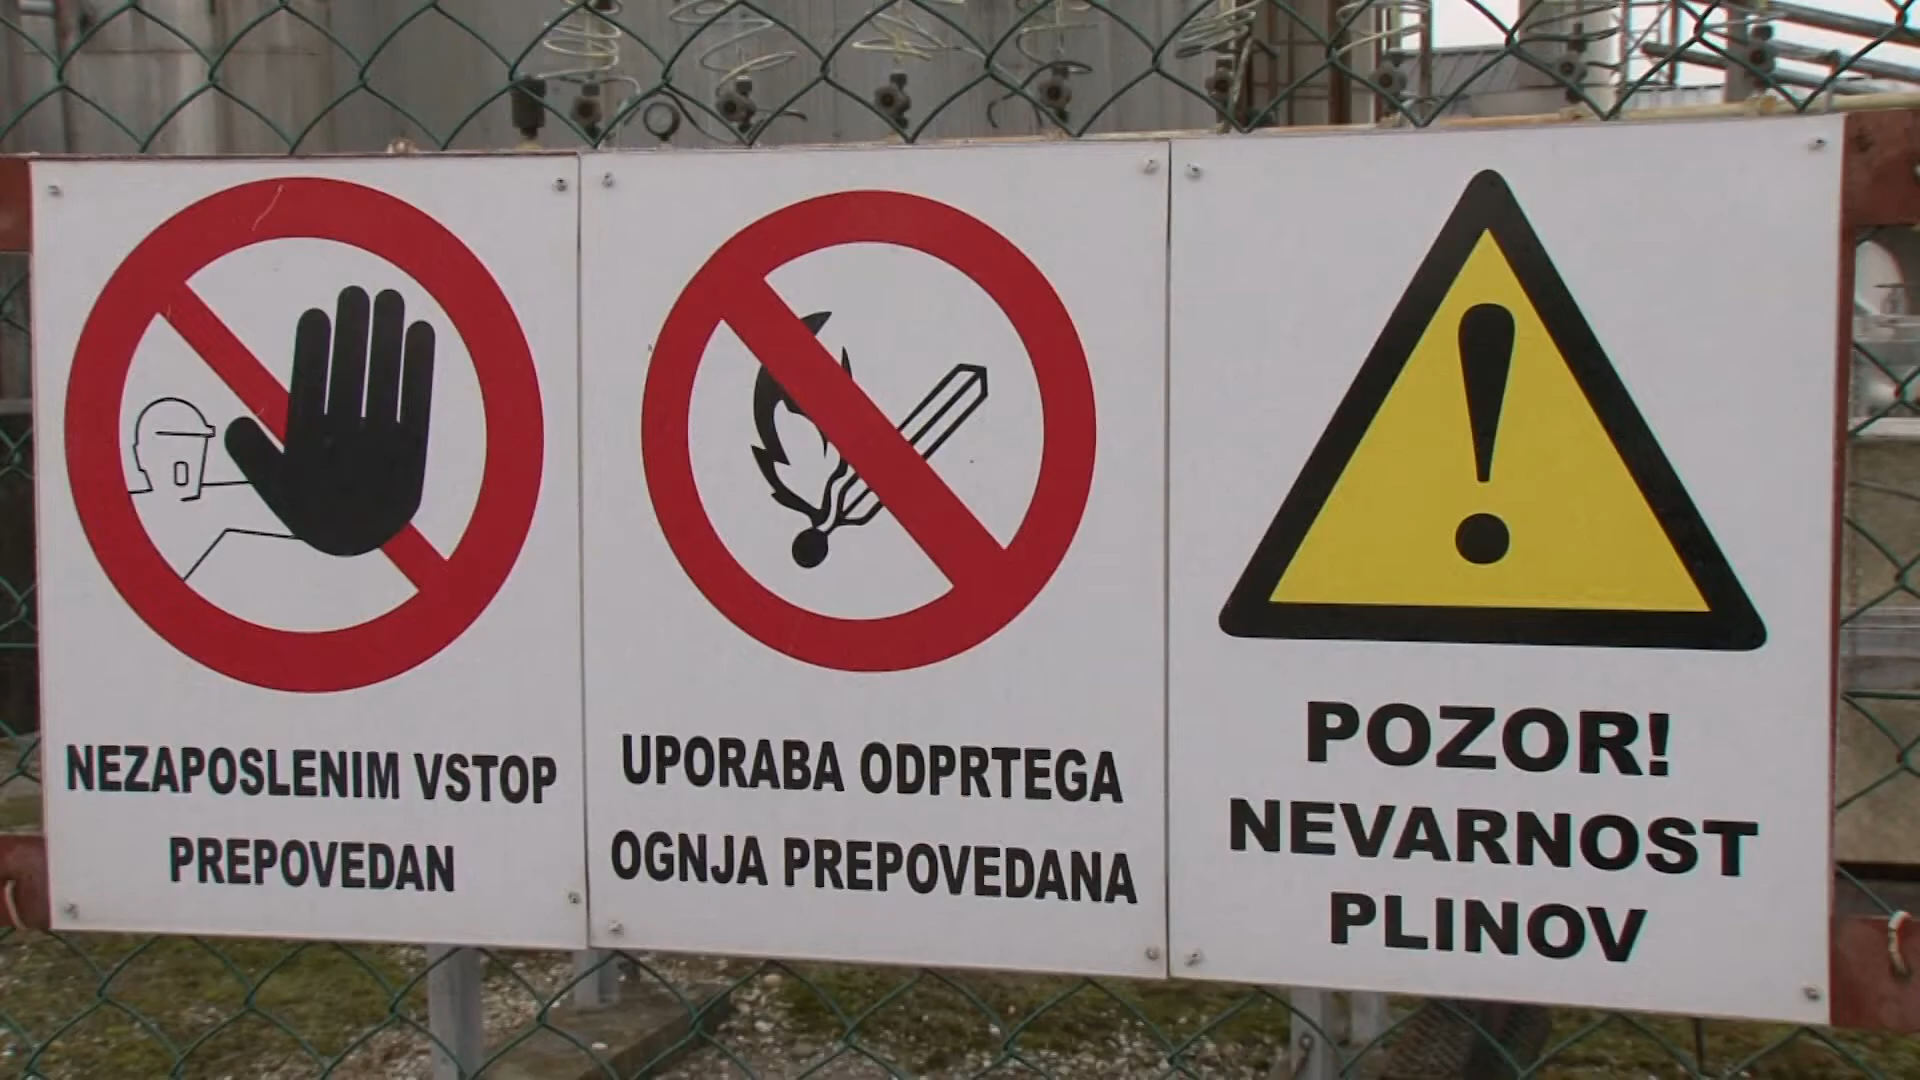 NEZAPOSLENIM VSTOP
PREPOVEDAN
UPORABA ODPRTEGA
OGNJA PREPOVEDANA
POZOR!
NEVARNOST
PLINOV